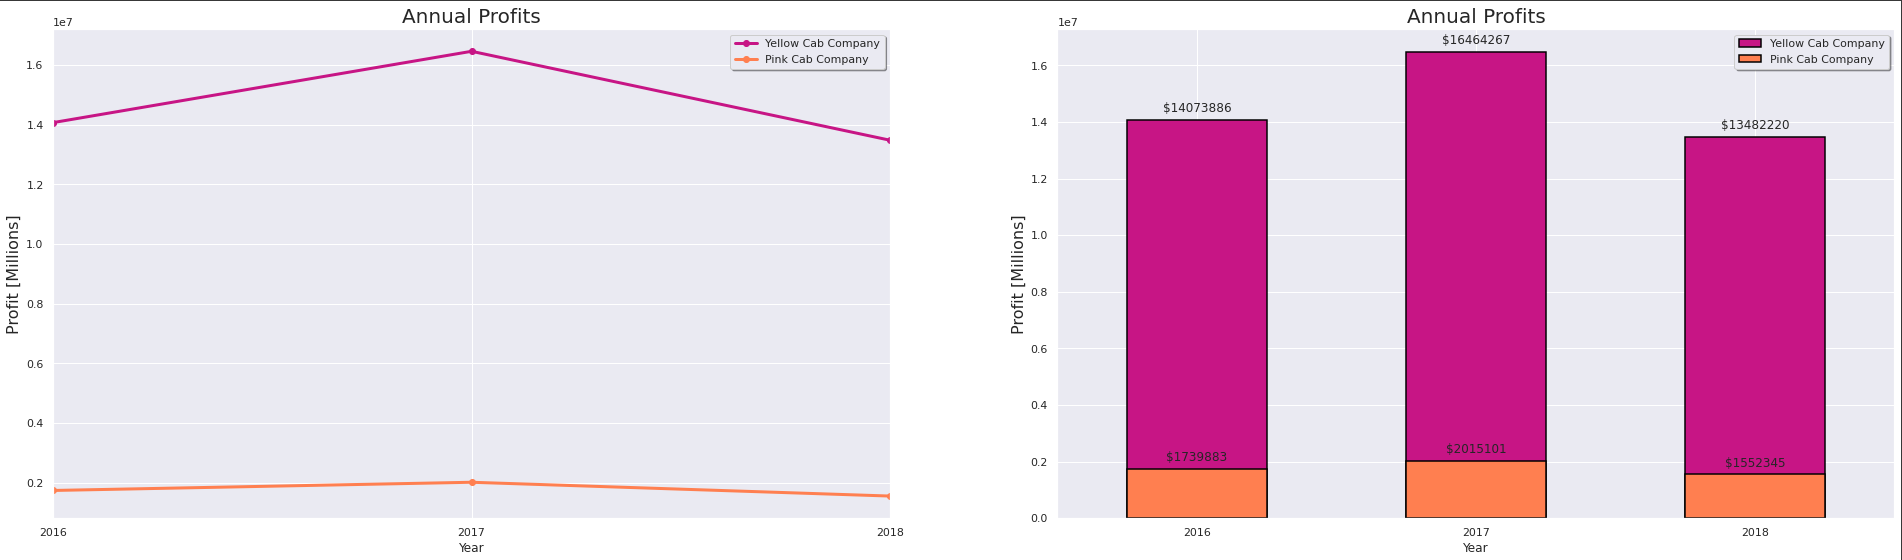 Annual Profits
1e7
Yellow Cab Company
Pink Cab Company
1.6
1.4
1.2
1.0
0.8
0.6
0.4
0.2
Profit [Millions]
2016
2017
2018
Year
Annual Profits
1e7
Yellow Cab Company
Pink Cab Company
$16464267
$14073886
$13482220
$1739883
$2015101
$1552345
1.6
1.4
1.2
1.0
0.8
0.6
0.4
0.2
0.0
Profit [Millions]
2016
2017
2018
Year